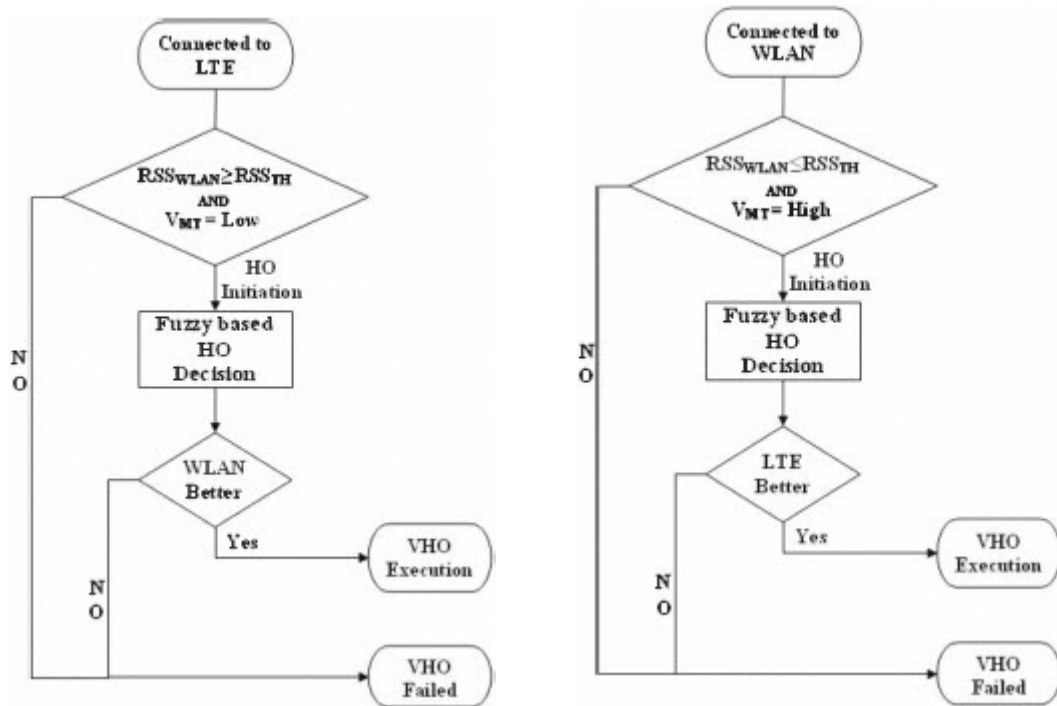 Connected to
LTE
RSSWLAN≥RSSTH
AND
VMT = Low
HO
Initiation
Fuzzy based
HO
Decision
N
O
WLAN
Better
Yes
VHO
Execution
N
O
VHO
Failed
Connected to
WLAN
RSSWLAN≤RSSTH
AND
VMT = High
HO
Initiation
Fuzzy based
HO
Decision
N
O
LTE
Better
Yes
VHO
Execution
N
O
VHO
Failed